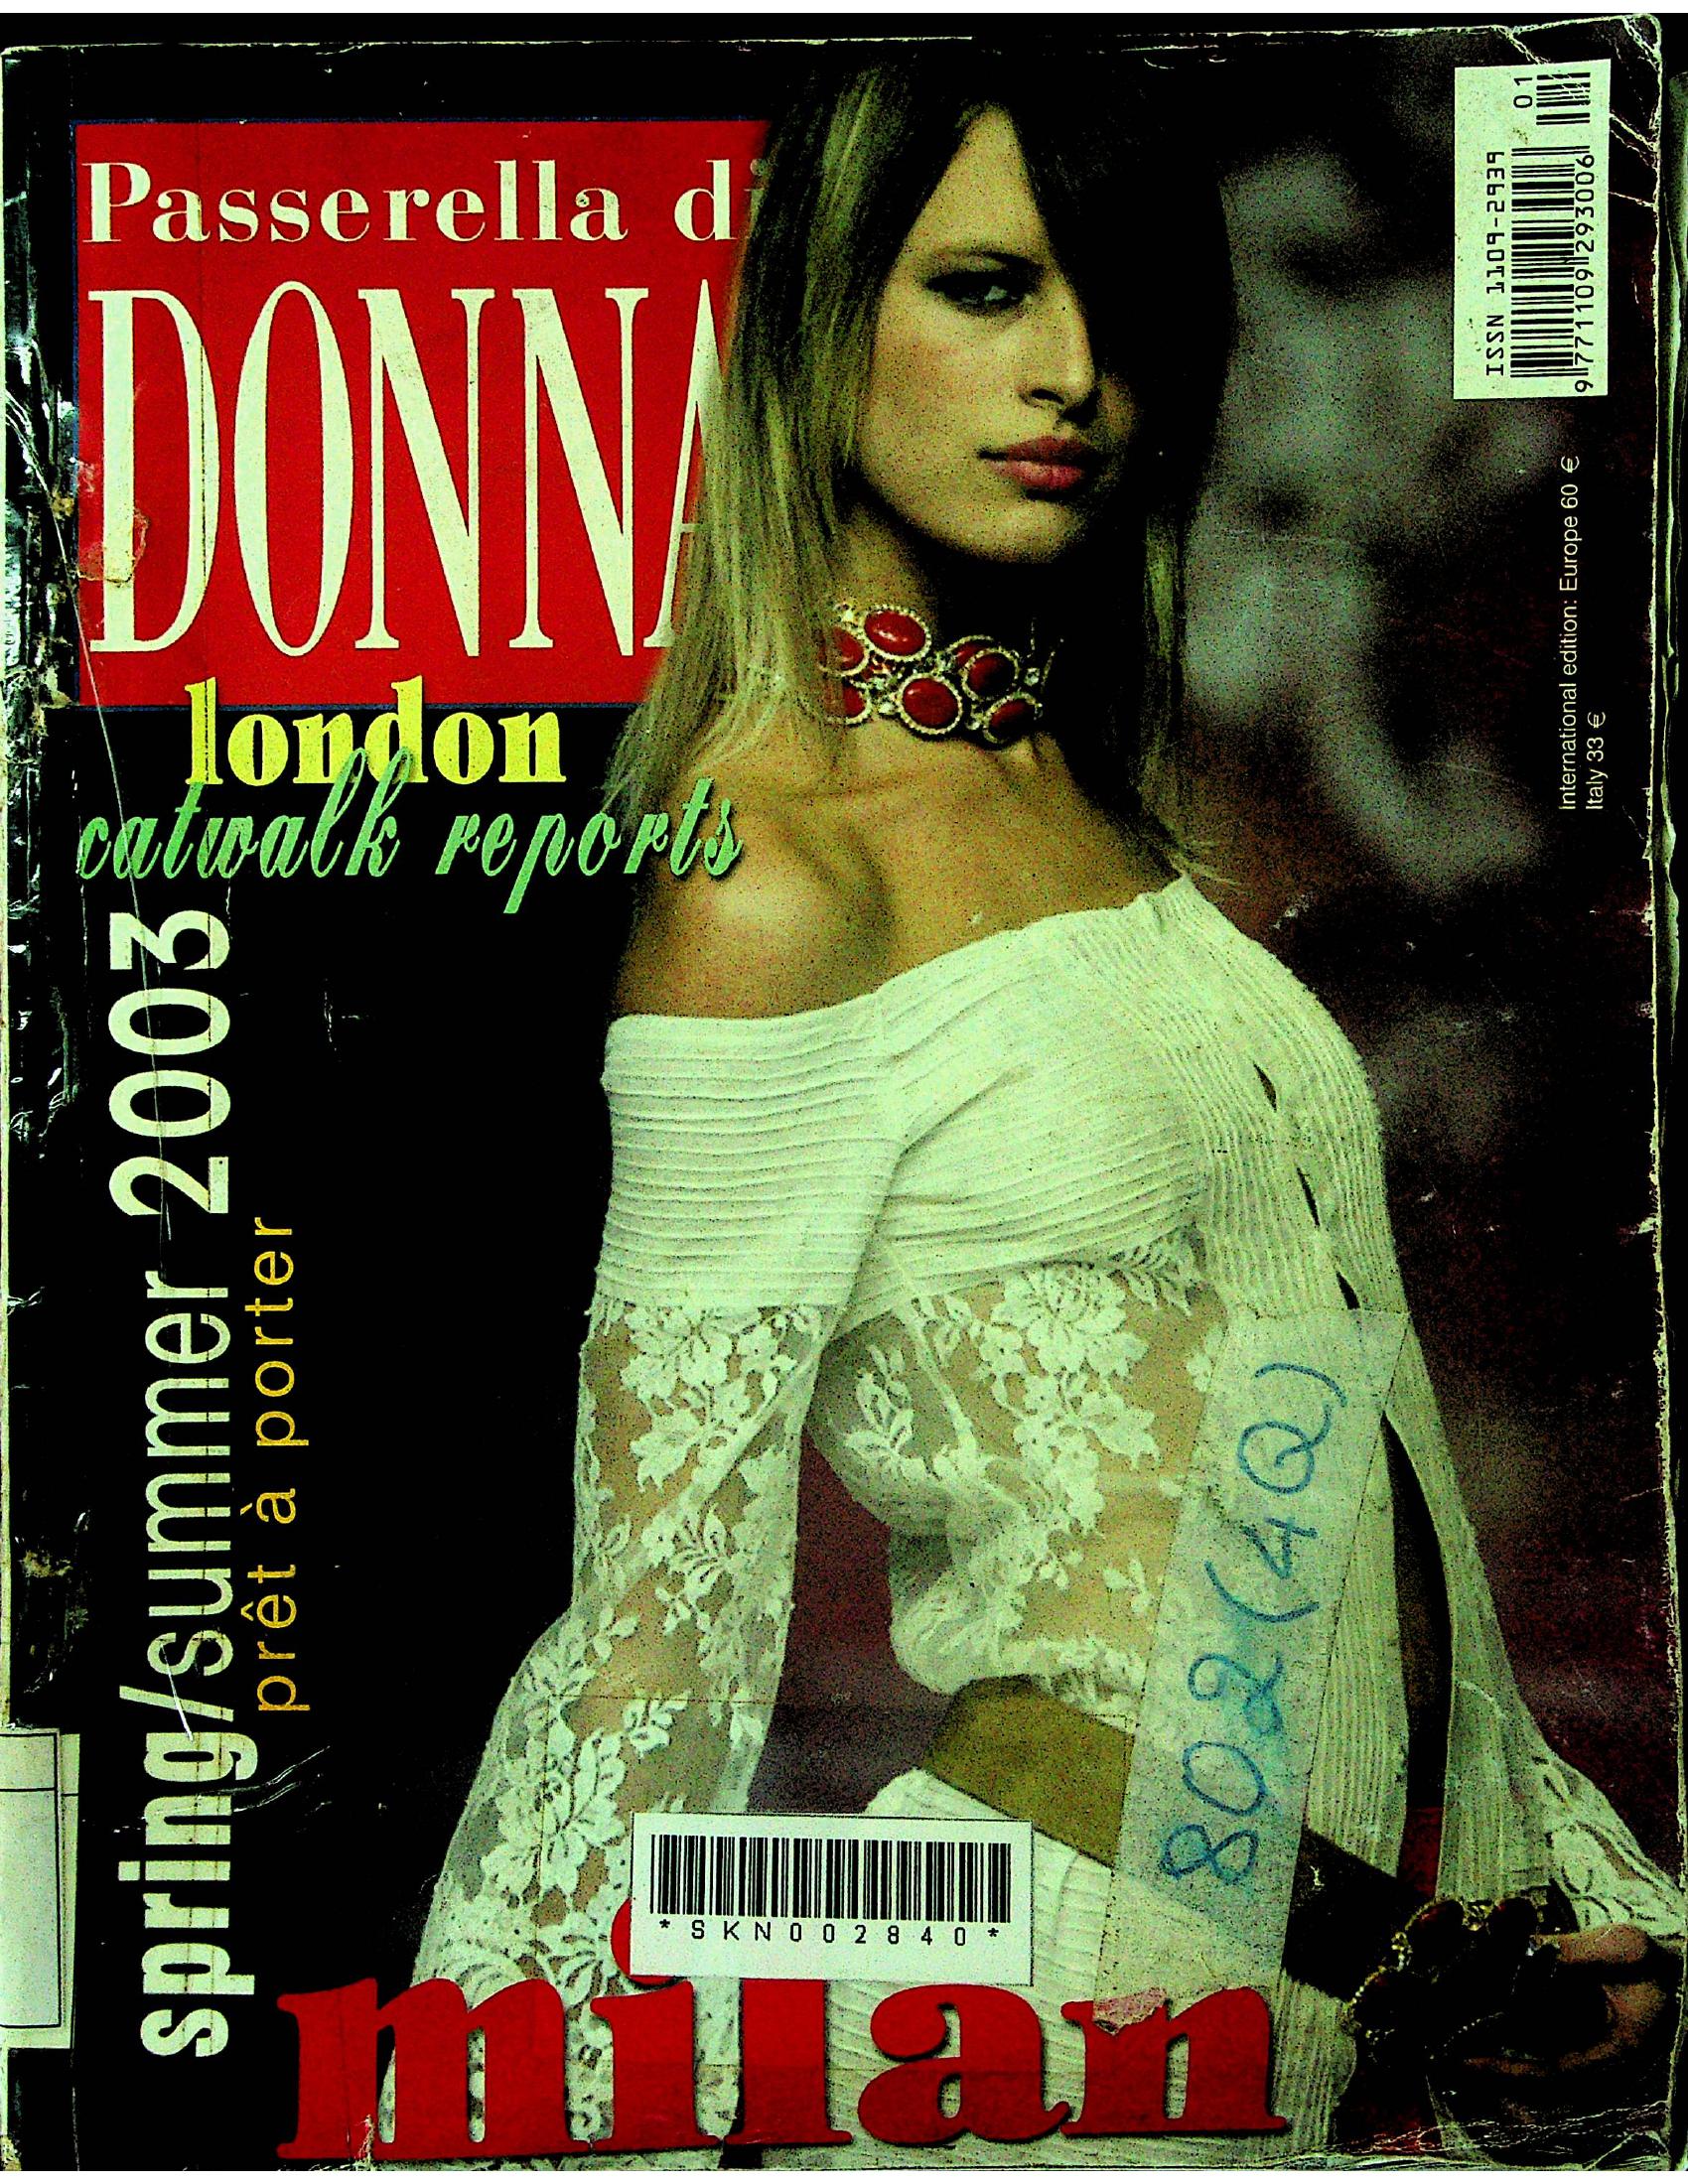 Passerella di
DONNA
london
catwalk reports
spring/summer 2003
prêt à porter
milan
ISSN 1109-2939
01
9 771109 293006
International edition: Europe 60 €
Italy 33 €
802 (4Q)
*SKN002840*